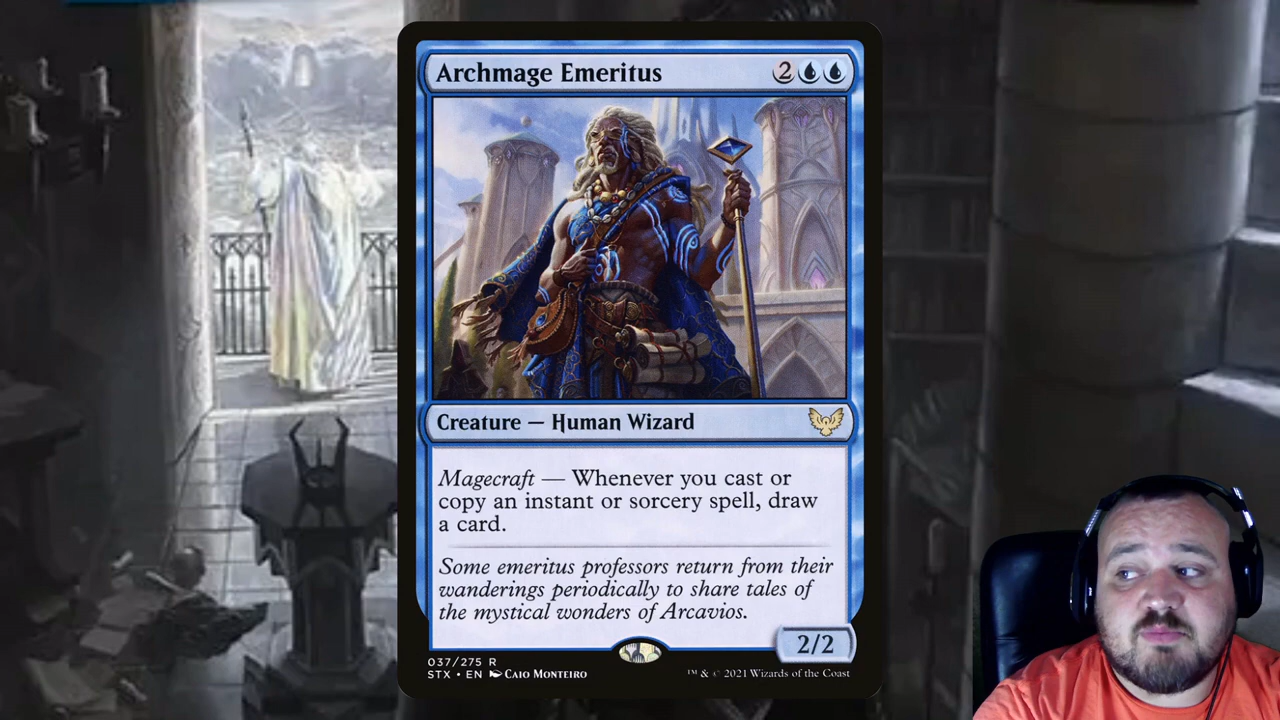 Archmage Emeritus 2
Creature — Human Wizard
Magecraft — Whenever you cast or
copy an instant or sorcery spell, draw
a card.
Some emeritus professors return from their
wanderings periodically to share tales of
the mystical wonders of Arcavios.
2/2
037/275 R
STX • EN Caio Monteiro
™ & © 2021 Wizards of the Coast